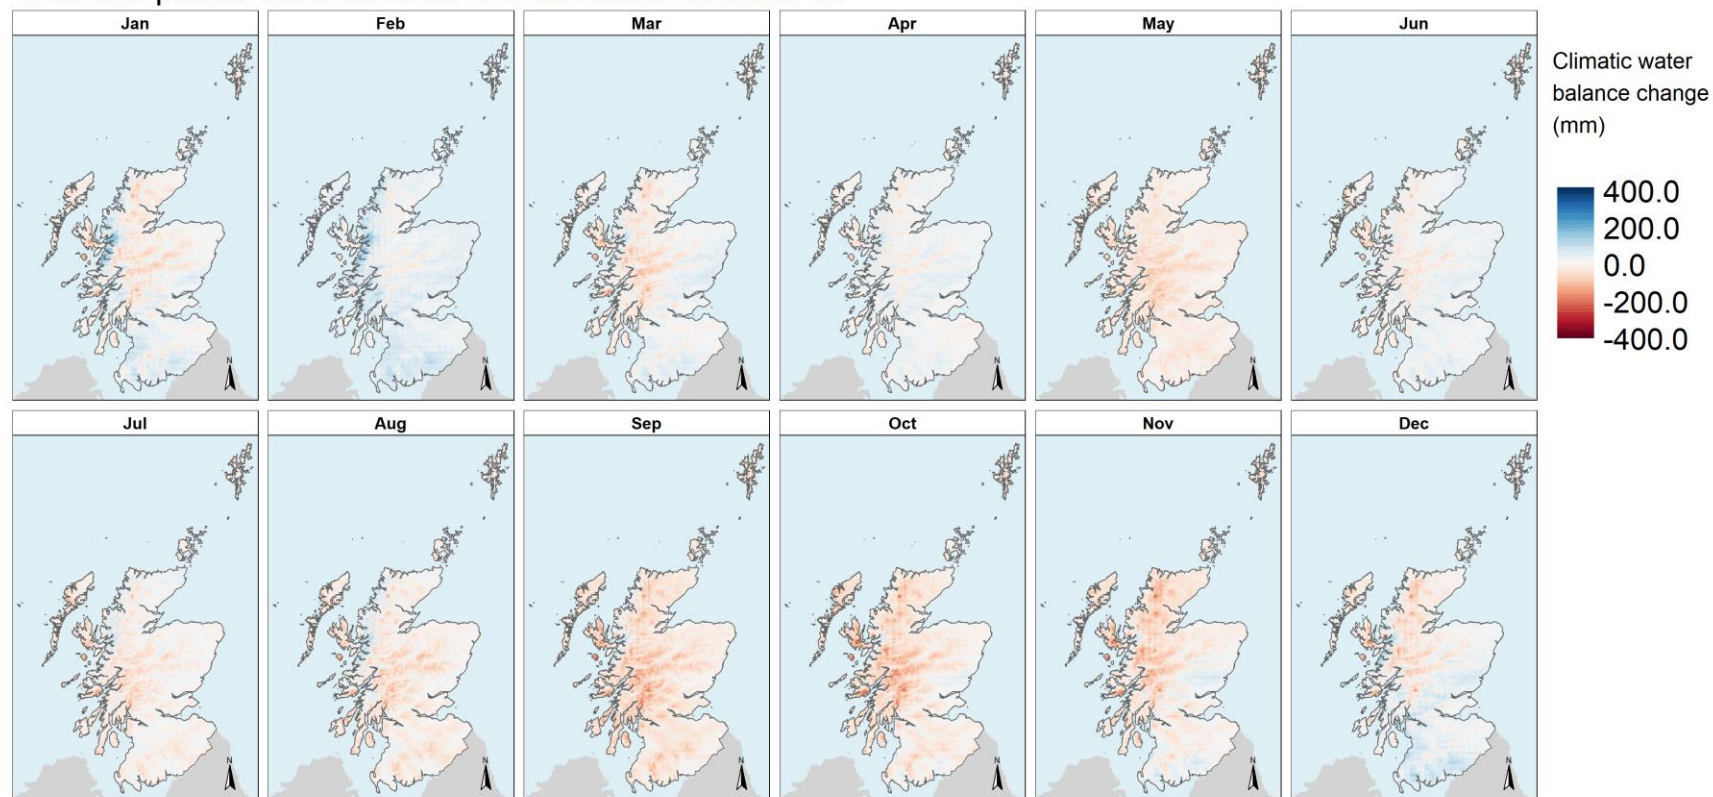 Jan Feb Mar Apr May Jun
Climatic water
balance change
(mm)
400.0
200.0
0.0
-200.0
-400.0
N N N N N N
Jul Aug Sep Oct Nov Dec
N N N N N N